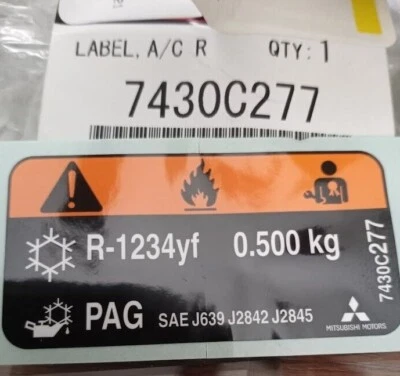 LABEL, A/C R QTY: 1
7430C277
R-1234yf 0.500 kg
PAG SAE J639 J2842 J2845
MITSUBISHI MOTORS
7430C277